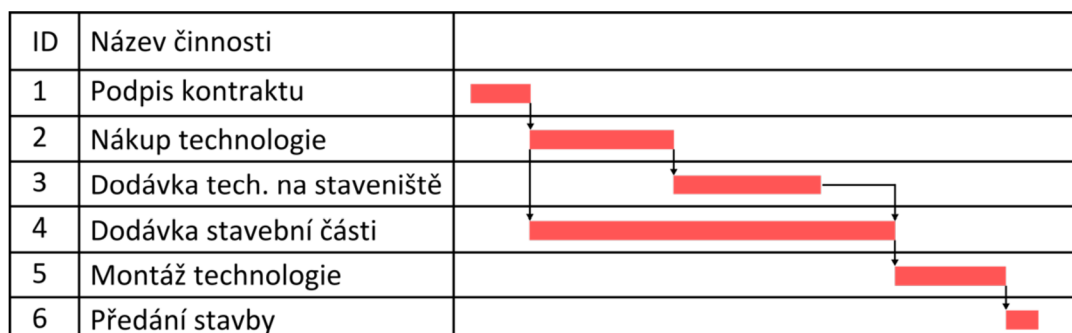 ID Název činnosti
1 Podpis kontraktu
2 Nákup technologie
3 Dodávka tech. na staveniště
4 Dodávka stavební části
5 Montáž technologie
6 Předání stavby